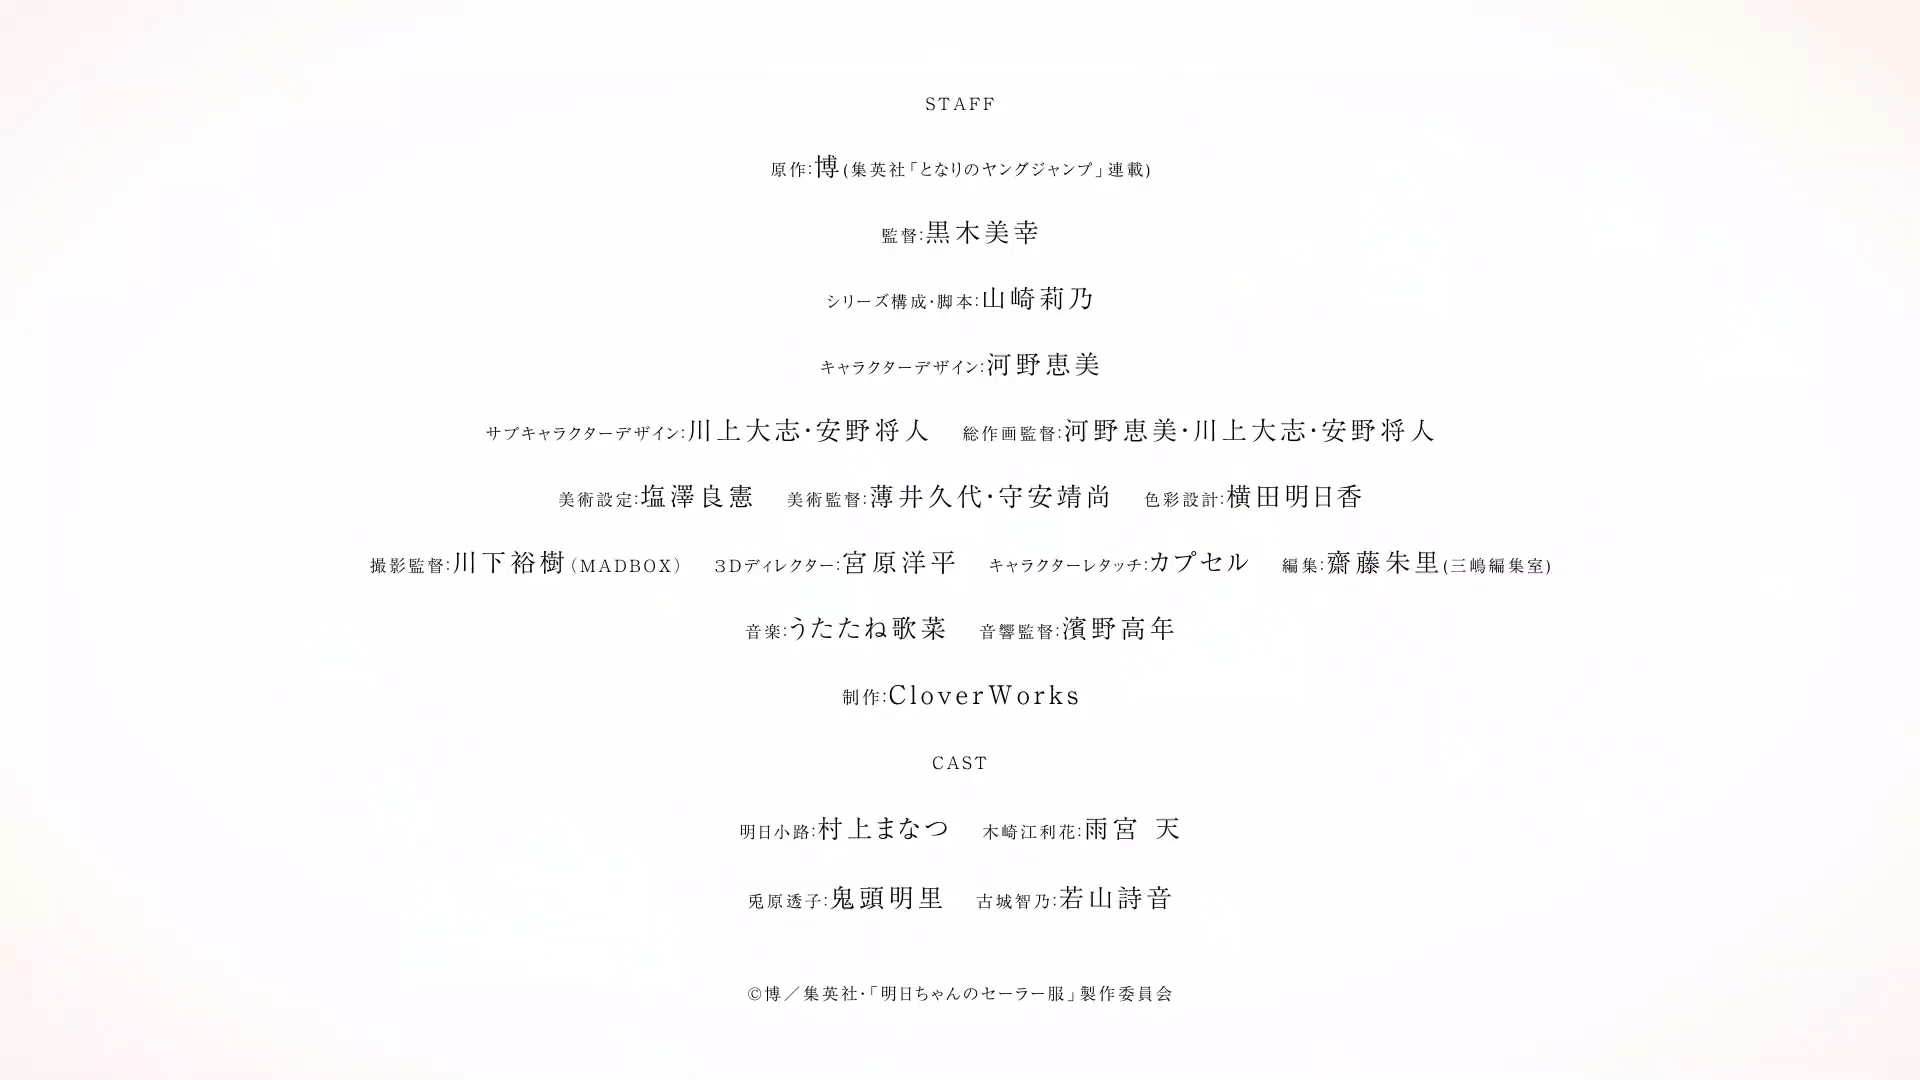 STAFF
原作:博(集英社「となりのヤングジャンプ」連載)
監督:黒木美幸
シリーズ構成・脚本:山崎莉乃
キャラクターデザイン:河野恵美
サブキャラクターデザイン:川上大志・安野将人 総作画監督:河野恵美・川上大志・安野将人
美術設定:塩澤良憲 美術監督:薄井久代・守安靖尚 色彩設計:横田明日香
撮影監督:川下裕樹(MADBOX) 3Dディレクター:宮原洋平 キャラクターレタッチ:カプセル 編集:齋藤朱里(三嶋編集室)
音楽:うたたね歌菜 音響監督:濱野高年
制作:CloverWorks
CAST
明日小路:村上まなつ 木崎江利花:雨宮 天
兎原透子:鬼頭明里 古城智乃:若山詩音
©博/集英社・「明日ちゃんのセーラー服」製作委員会